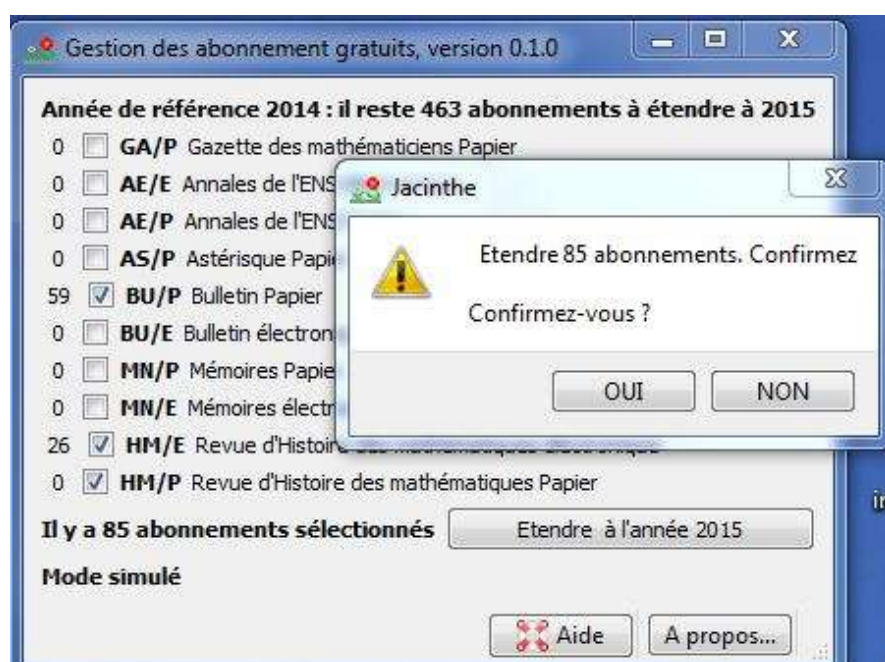 Gestion des abonnement gratuits, version 0.1.0
Année de référence 2014 : il reste 463 abonnements à étendre à 2015
0 GA/P Gazette des mathématiciens Papier
0 AE/E Annales de l'ENS
0 AE/P Annales de l'ENS
0 AS/P Astérisque Papie
59 BU/P Bulletin Papier
0 BU/E Bulletin électron
0 MN/P Mémoires Papie
0 MN/E Mémoires électr
26 HM/E Revue d'Histoire des mathématiques électronique
0 HM/P Revue d'Histoire des mathématiques Papier
Il y a 85 abonnements sélectionnés Etendre à l'année 2015
Mode simulé
Aide A propos...
Jacinthe
Etendre 85 abonnements. Confirmez
Confirmez-vous ?
OUI NON